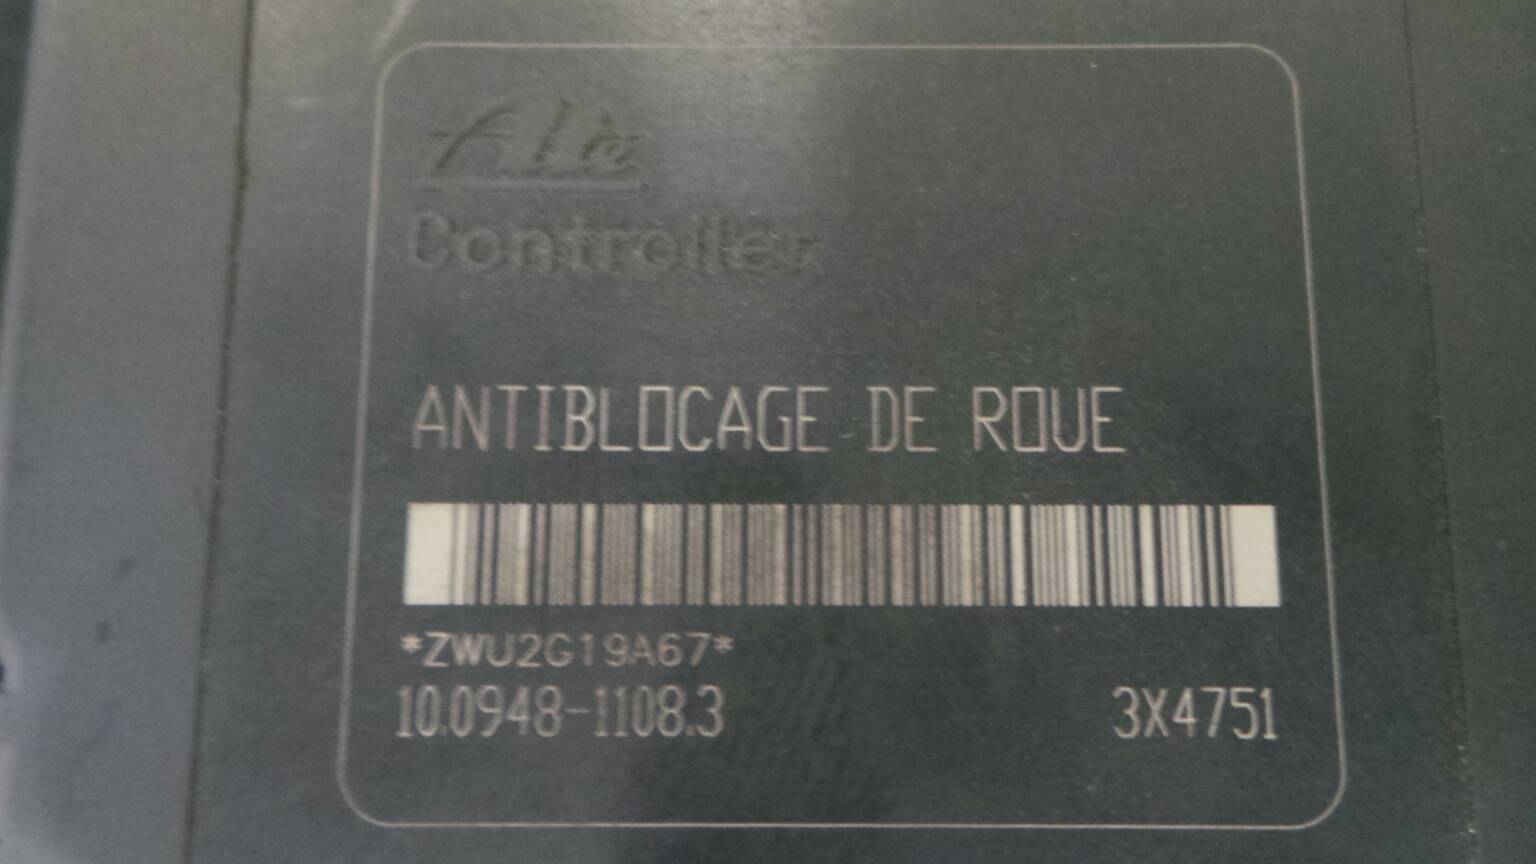 Ate
Controller
ANTIBLOCAGE DE ROUE
*ZWU2G19A67*
10.0948-1108.3 3X4751